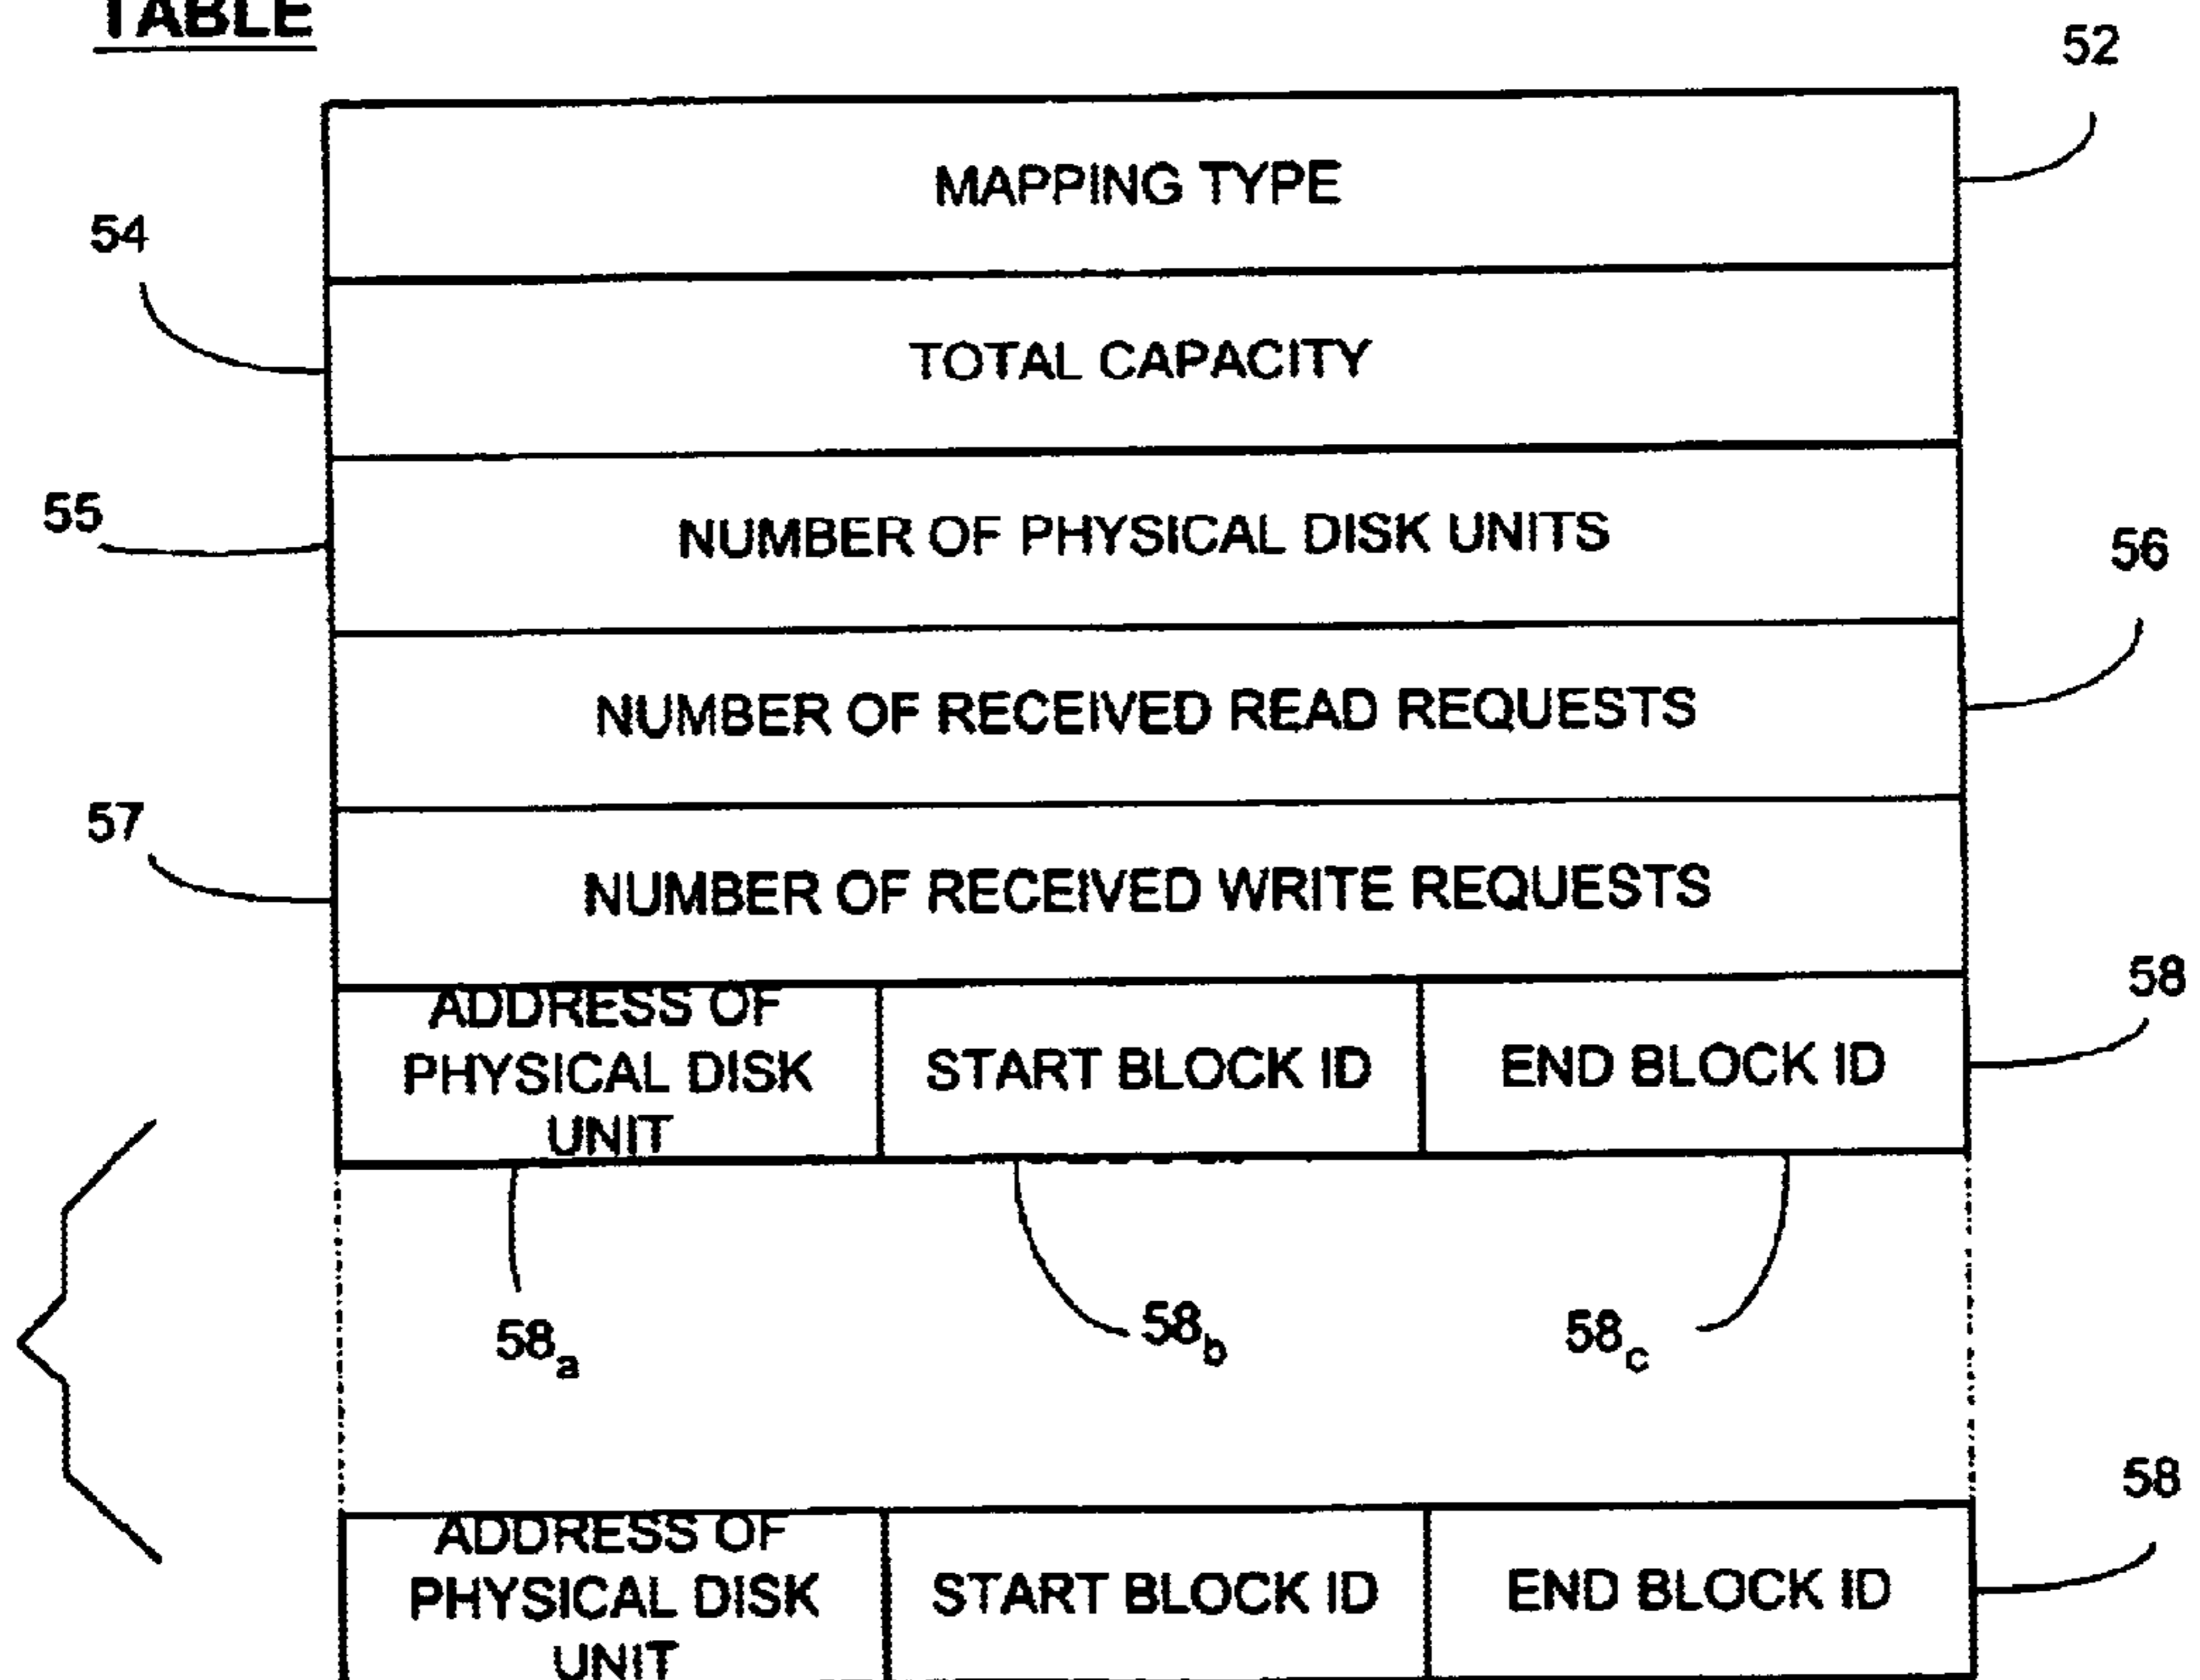 TABLE
52
MAPPING TYPE
54
TOTAL CAPACITY
55
NUMBER OF PHYSICAL DISK UNITS
56
NUMBER OF RECEIVED READ REQUESTS
57
NUMBER OF RECEIVED WRITE REQUESTS
58
ADDRESS OF
PHYSICAL DISK
UNIT
START BLOCK ID
END BLOCK ID
58a
58b
58c
58
ADDRESS OF
PHYSICAL DISK
UNIT
START BLOCK ID
END BLOCK ID